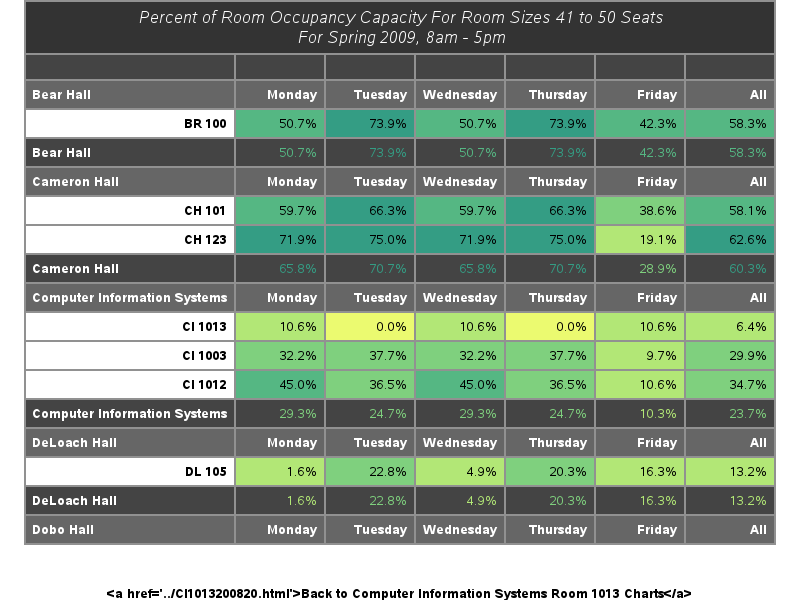 Percent of Room Occupancy Capacity For Room Sizes 41 to 50 Seats
For Spring 2009, 8am - 5pm
Bear Hall Monday Tuesday Wednesday Thursday Friday All
BR 100 50.7% 73.9% 50.7% 73.9% 42.3% 58.3%
Bear Hall 50.7% 73.9% 50.7% 73.9% 42.3% 58.3%
Cameron Hall Monday Tuesday Wednesday Thursday Friday All
CH 101 59.7% 66.3% 59.7% 66.3% 38.6% 58.1%
CH 123 71.9% 75.0% 71.9% 75.0% 19.1% 62.6%
Cameron Hall 65.8% 70.7% 65.8% 70.7% 28.9% 60.3%
Computer Information Systems Monday Tuesday Wednesday Thursday Friday All
CI 1013 10.6% 0.0% 10.6% 0.0% 10.6% 6.4%
CI 1003 32.2% 37.7% 32.2% 37.7% 9.7% 29.9%
CI 1012 45.0% 36.5% 45.0% 36.5% 10.6% 34.7%
Computer Information Systems 29.3% 24.7% 29.3% 24.7% 10.3% 23.7%
DeLoach Hall Monday Tuesday Wednesday Thursday Friday All
DL 105 1.6% 22.8% 4.9% 20.3% 16.3% 13.2%
DeLoach Hall 1.6% 22.8% 4.9% 20.3% 16.3% 13.2%
Dobo Hall Monday Tuesday Wednesday Thursday Friday All
<a href='../CI1013200820.html'>Back to Computer Information Systems Room 1013 Charts</a>